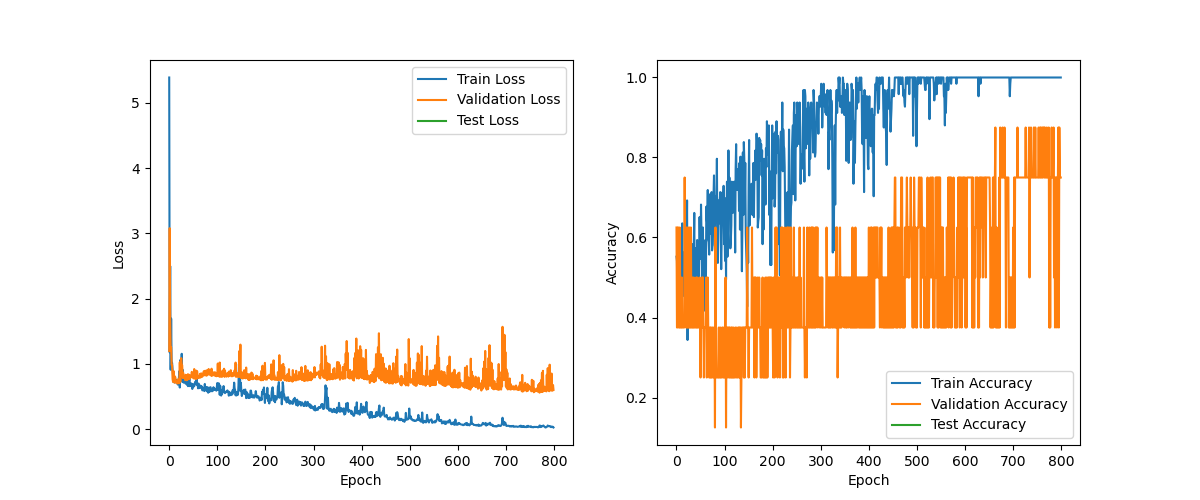 5
4
3
2
1
0
Loss
0 100 200 300 400 500 600 700 800
Epoch
Train Loss
Validation Loss
Test Loss
1.0
0.8
0.6
0.4
0.2
Accuracy
0 100 200 300 400 500 600 700 800
Epoch
Train Accuracy
Validation Accuracy
Test Accuracy